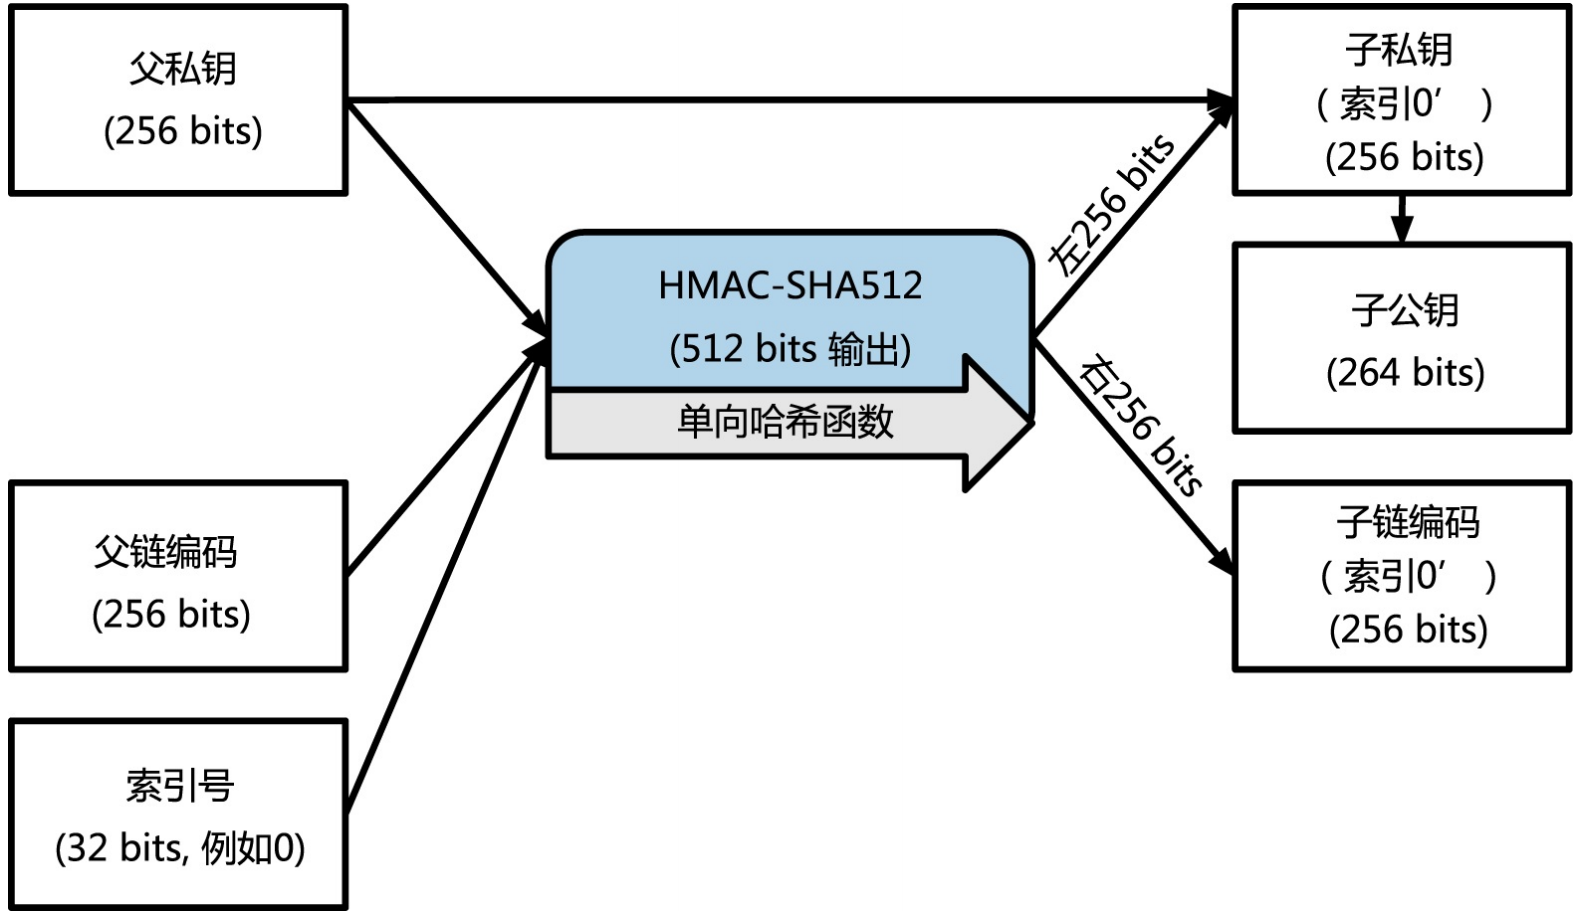 父私钥
(256 bits)
子私钥
( 索引0′ )
(256 bits)
左256 bits
HMAC-SHA512
(512 bits 输出)
单向哈希函数
子公钥
(264 bits)
右256 bits
父链编码
(256 bits)
子链编码
( 索引0′ )
(256 bits)
索引号
(32 bits, 例如0)